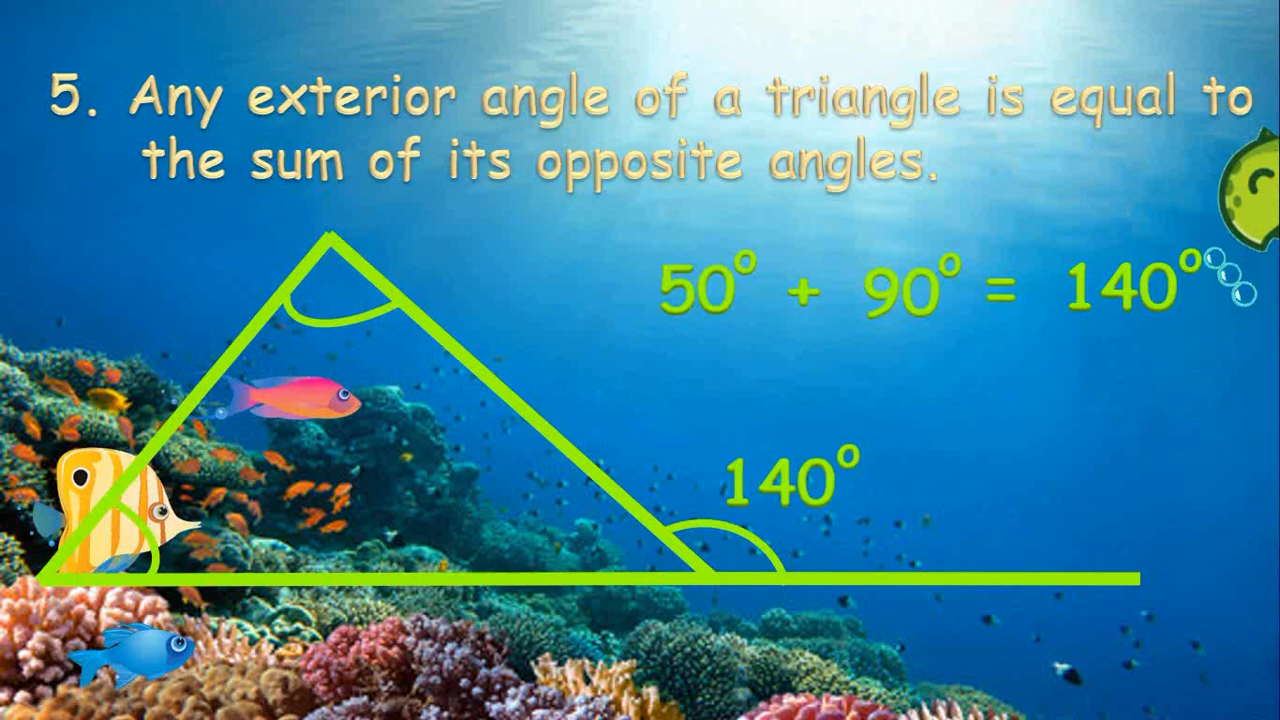 5. Any exterior angle of a triangle is equal to
the sum of its opposite angles.
50° + 90° = 140°
140°